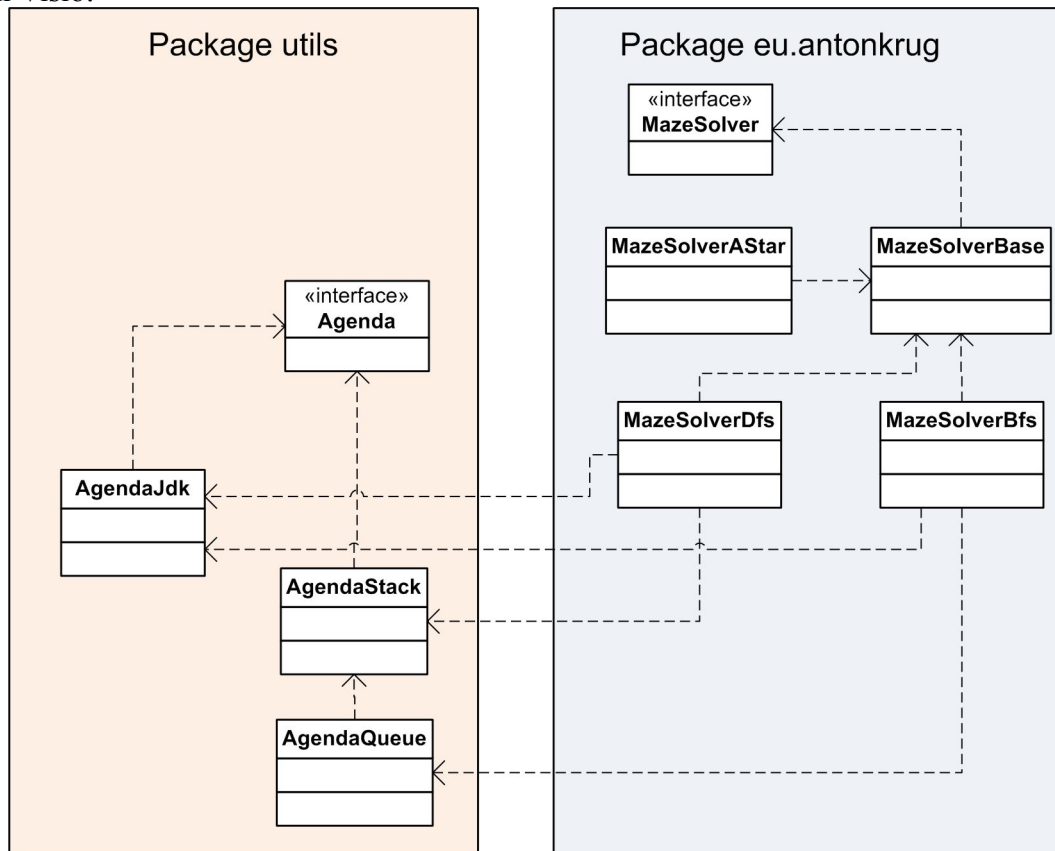 Package utils
Package eu.antonkrug
«interface»
MazeSolver
MazeSolverAStar
MazeSolverBase
«interface»
Agenda
MazeSolverDfs
MazeSolverBfs
AgendaJdk
AgendaStack
AgendaQueue